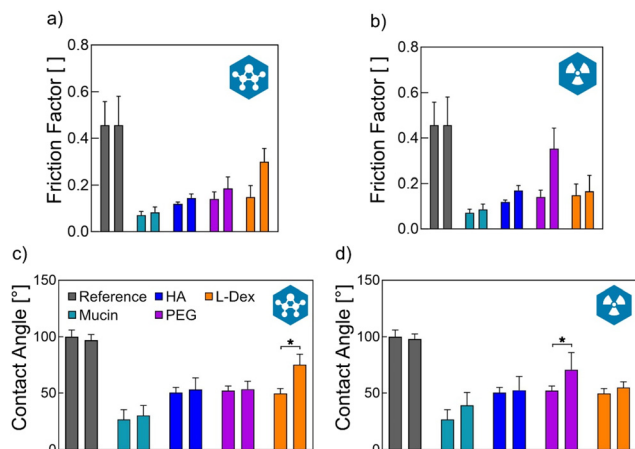 a)
b)
Friction Factor [ ]
0.8
0.6
0.4
0.2
0.0
Friction Factor [ ]
0.8
0.6
0.4
0.2
0.0
c)
d)
Contact Angle [°]
150
100
50
0
Reference HA L-Dex
Mucin PEG
*
Contact Angle [°]
150
100
50
0
*